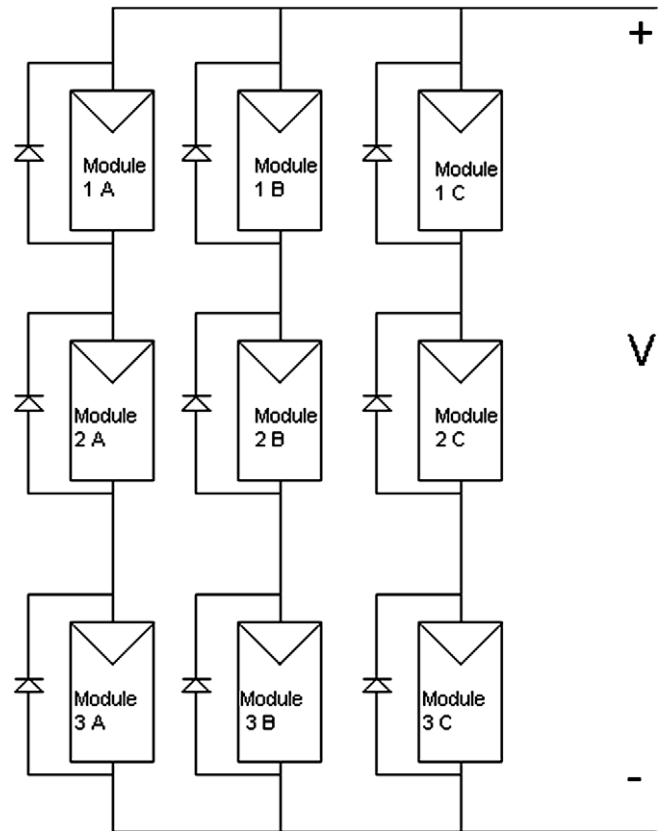 +
Module
1 A
Module
1 B
Module
1 C
V
Module
2 A
Module
2 B
Module
2 C
Module
3 A
Module
3 B
Module
3 C
-